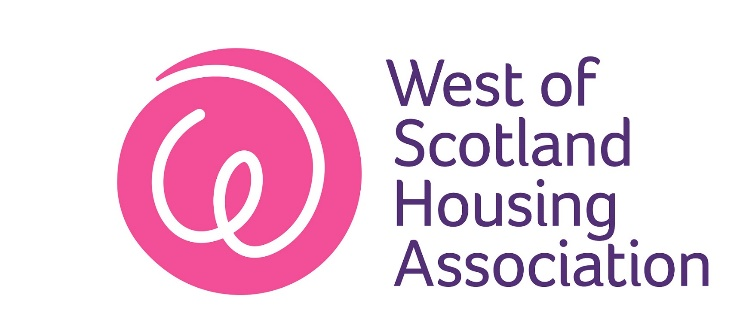 West of
Scotland
Housing
Association